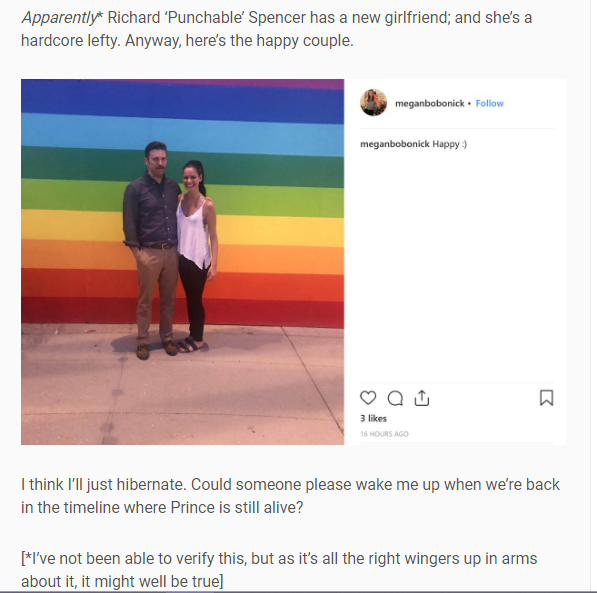 Apparently* Richard ‘Punchable’ Spencer has a new girlfriend; and she’s a
hardcore lefty. Anyway, here’s the happy couple.
meganbobonick • Follow
meganbobonick Happy :)
3 likes
16 HOURS AGO
I think I’ll just hibernate. Could someone please wake me up when we’re back
in the timeline where Prince is still alive?
[*I’ve not been able to verify this, but as it’s all the right wingers up in arms
about it, it might well be true]